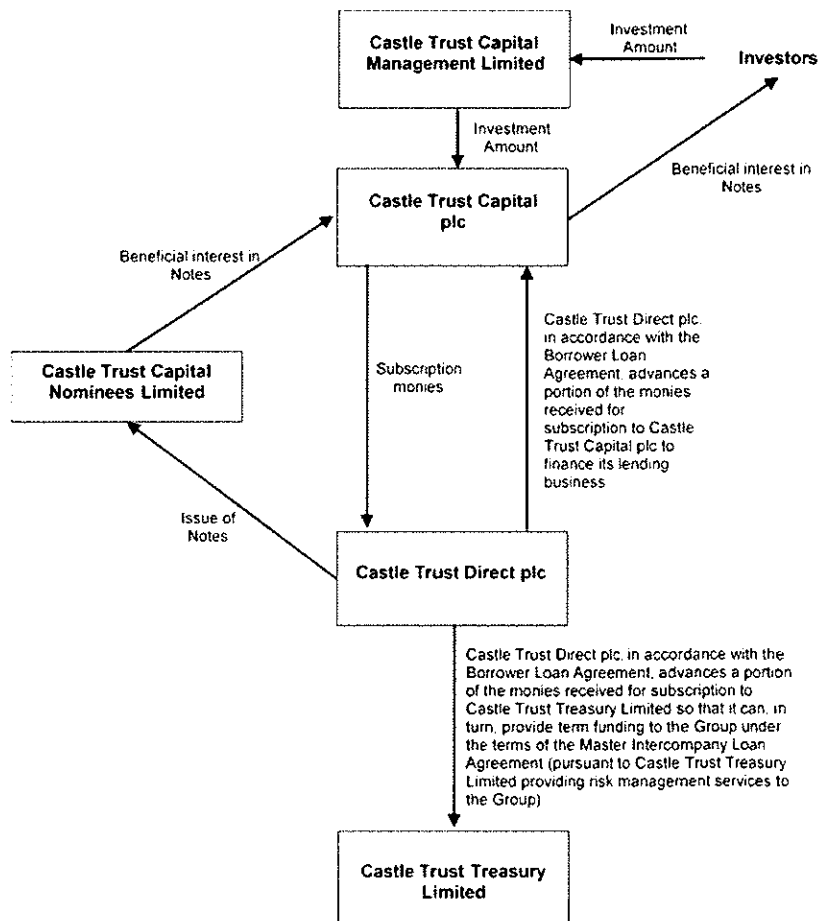 Castle Trust Capital
Management Limited
Investment
Amount
Investors
Investment
Amount
Beneficial interest in
Notes
Castle Trust Capital
plc
Beneficial interest in
Notes
Castle Trust Capital
Nominees Limited
Subscription
monies
Castle Trust Direct plc,
in accordance with the
Borrower Loan
Agreement, advances a
portion of the monies
received for
subscription to Castle
Trust Capital plc to
finance its lending
business
Issue of
Notes
Castle Trust Direct plc
Castle Trust Direct plc, in accordance with the
Borrower Loan Agreement, advances a portion
of the monies received for subscription to
Castle Trust Treasury Limited so that it can, in
turn, provide term funding to the Group under
the terms of the Master Intercompany Loan
Agreement (pursuant to Castle Trust Treasury
Limited providing risk management services to
the Group)
Castle Trust Treasury
Limited